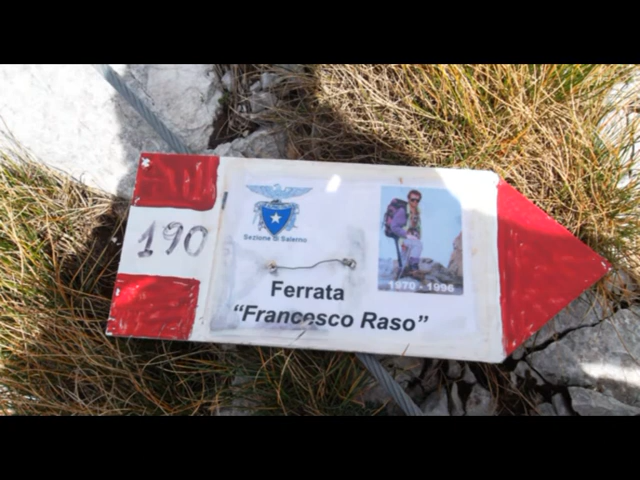 190
Sezione di Salerno
1970 - 1996
Ferrata
"Francesco Raso"